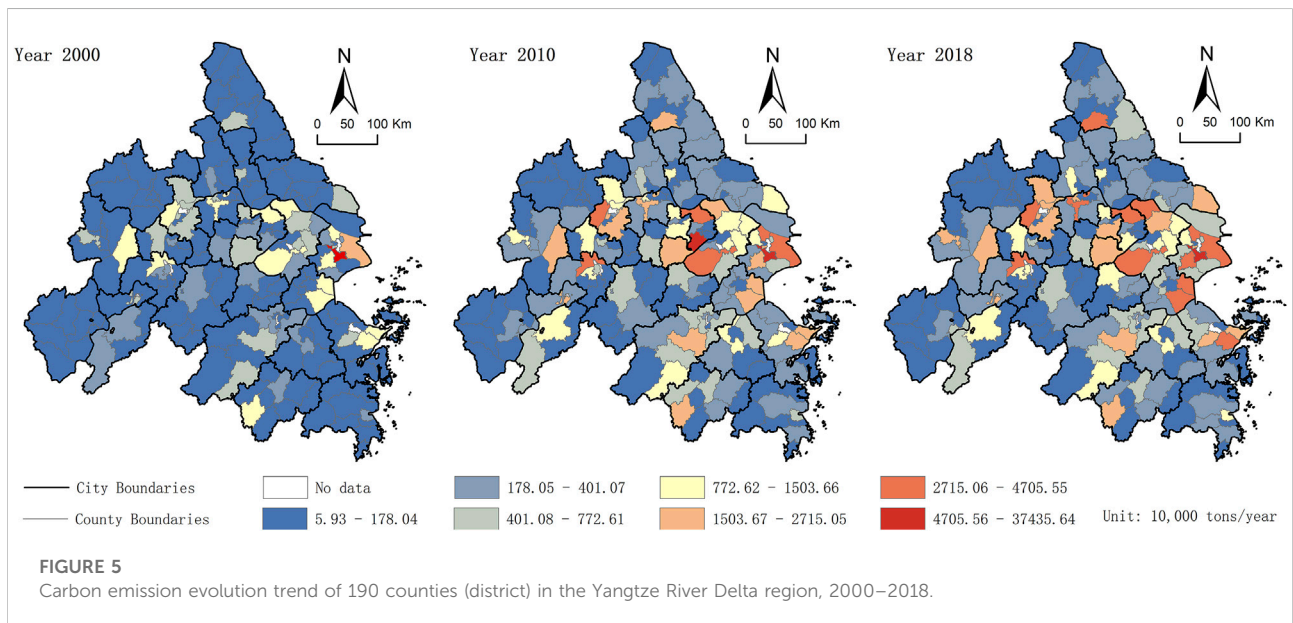 Year 2000
N
0 50 100 Km
Year 2010
N
0 50 100 Km
Year 2018
N
0 50 100 Km
City Boundaries
No data
178.05 - 401.07
772.62 - 1503.66
2715.06 - 4705.55
County Boundaries
5.93 - 178.04
401.08 - 772.61
1503.67 - 2715.05
4705.56 - 37435.64
Unit: 10,000 tons/year
FIGURE 5
Carbon emission evolution trend of 190 counties (district) in the Yangtze River Delta region, 2000–2018.